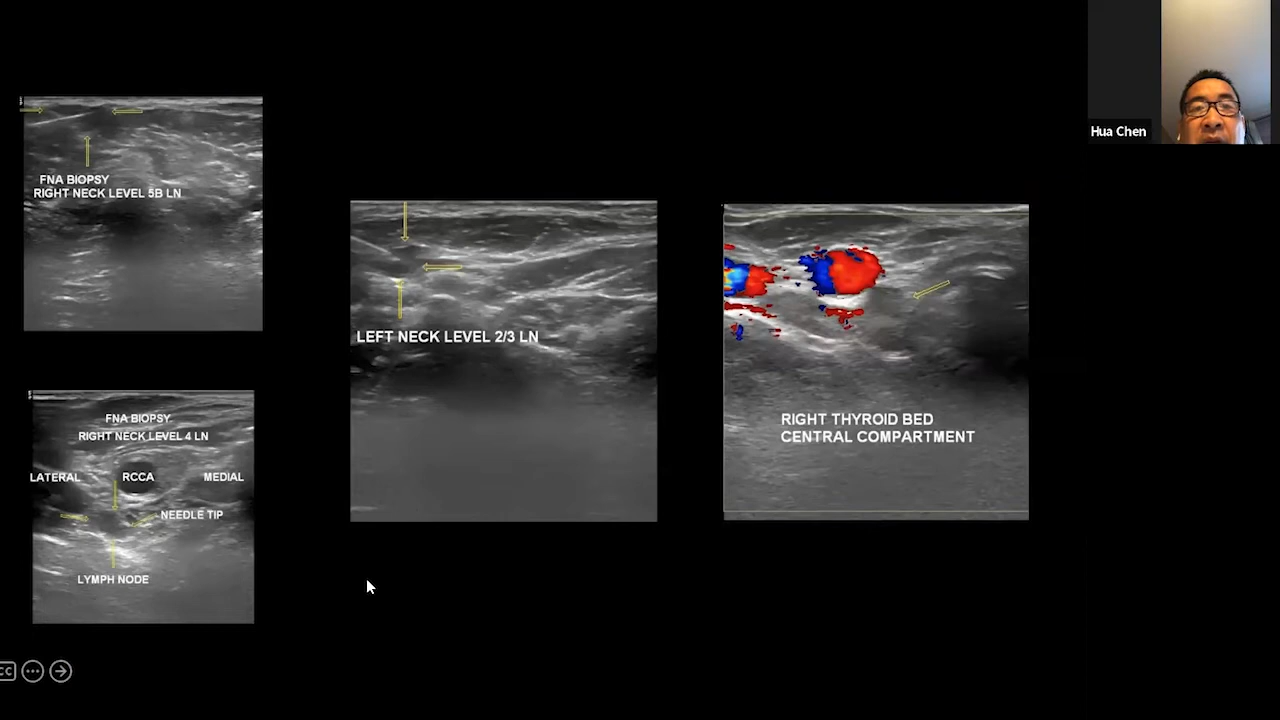 FNA BIOPSY
RIGHT NECK LEVEL 5B LN
FNA BIOPSY
RIGHT NECK LEVEL 4 LN
LATERAL
RCCA
MEDIAL
NEEDLE TIP
LYMPH NODE
LEFT NECK LEVEL 2/3 LN
RIGHT THYROID BED
CENTRAL COMPARTMENT
Hua Chen
CC